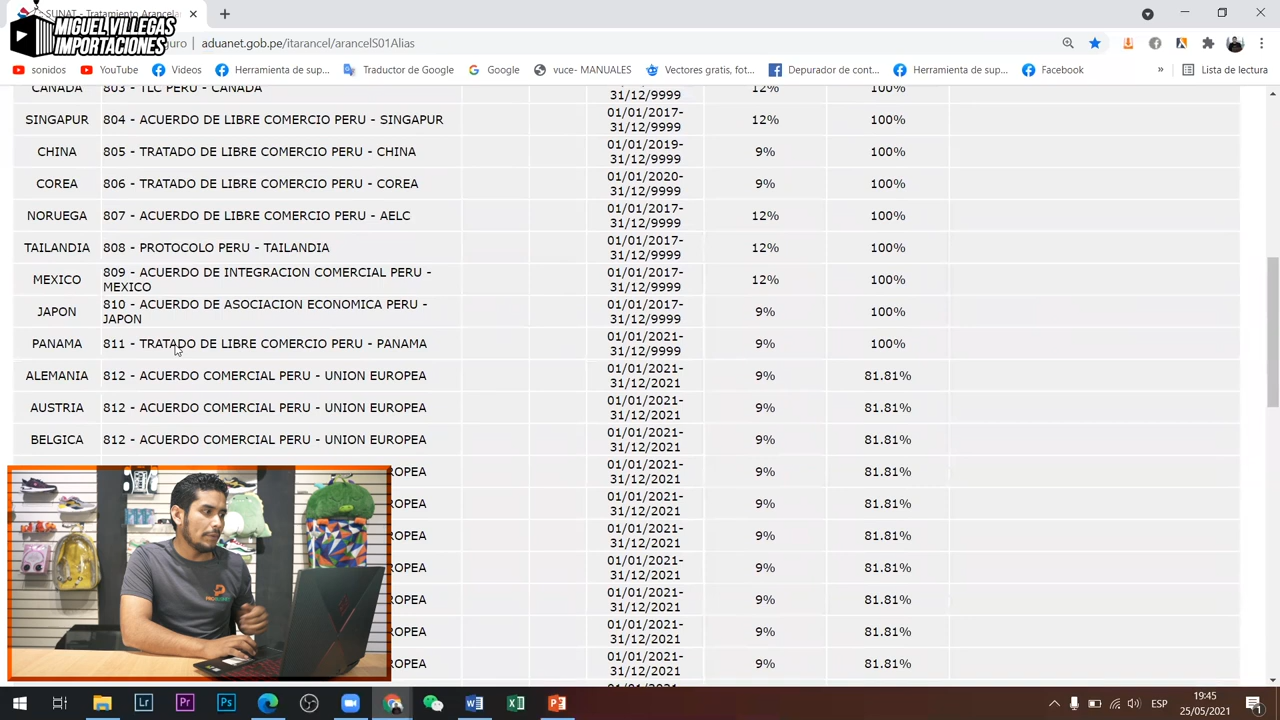 SUNAT - Tratamiento Arancela
MIGUEL VILLEGAS
IMPORTACIONES
guro
aduanet.gob.pe/itarancel/arancelS01Alias
sonidos YouTube Videos Herramienta de sup... Traductor de Google Google vuce- MANUALES Vectores gratis, fot... Depurador de cont... Herramienta de sup... Facebook » Lista de lectura
CANADA 803 - TLC PERU - CANADA 31/12/9999 12% 100%
SINGAPUR 804 - ACUERDO DE LIBRE COMERCIO PERU - SINGAPUR 01/01/2017-
31/12/9999 12% 100%
CHINA 805 - TRATADO DE LIBRE COMERCIO PERU - CHINA 01/01/2019-
31/12/9999 9% 100%
COREA 806 - TRATADO DE LIBRE COMERCIO PERU - COREA 01/01/2020-
31/12/9999 9% 100%
NORUEGA 807 - ACUERDO DE LIBRE COMERCIO PERU - AELC 01/01/2017-
31/12/9999 12% 100%
TAILANDIA 808 - PROTOCOLO PERU - TAILANDIA 01/01/2017-
31/12/9999 12% 100%
MEXICO 809 - ACUERDO DE INTEGRACION COMERCIAL PERU - 01/01/2017-
MEXICO 31/12/9999 12% 100%
JAPON 810 - ACUERDO DE ASOCIACION ECONOMICA PERU - 01/01/2017-
JAPON 31/12/9999 9% 100%
PANAMA 811 - TRATADO DE LIBRE COMERCIO PERU - PANAMA 01/01/2021-
31/12/9999 9% 100%
ALEMANIA 812 - ACUERDO COMERCIAL PERU - UNION EUROPEA 01/01/2021-
31/12/2021 9% 81.81%
AUSTRIA 812 - ACUERDO COMERCIAL PERU - UNION EUROPEA 01/01/2021-
31/12/2021 9% 81.81%
BELGICA 812 - ACUERDO COMERCIAL PERU - UNION EUROPEA 01/01/2021-
31/12/2021 9% 81.81%
OPEA 01/01/2021-
31/12/2021 9% 81.81%
ROPEA 01/01/2021-
31/12/2021 9% 81.81%
ROPEA 01/01/2021-
31/12/2021 9% 81.81%
ROPEA 01/01/2021-
31/12/2021 9% 81.81%
ROPEA 01/01/2021-
31/12/2021 9% 81.81%
ROPEA 01/01/2021-
31/12/2021 9% 81.81%
ROPEA 01/01/2021-
31/12/2021 9% 81.81%
Lr Pr Ps ESP 19:45
25/05/2021